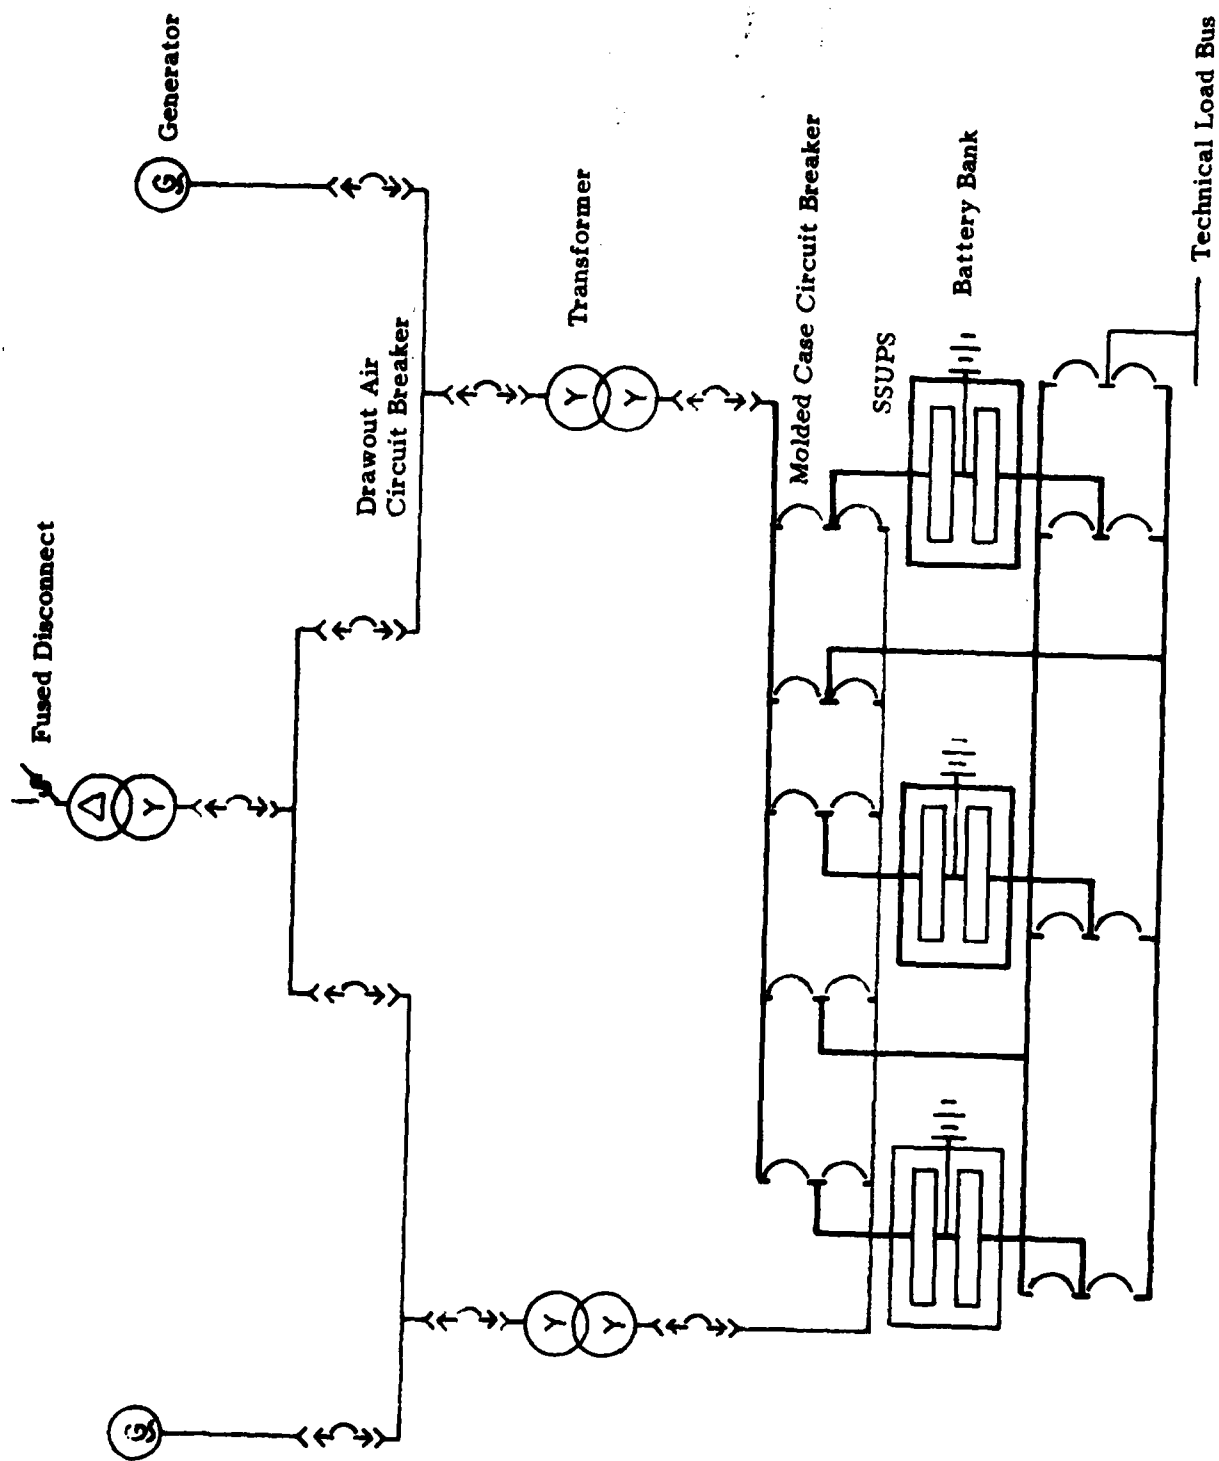 Fused Disconnect
Δ
Y
Generator
G
G
Drawout Air
Circuit Breaker
Transformer
Y
Y
Y
Y
Molded Case Circuit Breaker
SSUPS
Battery Bank
Technical Load Bus